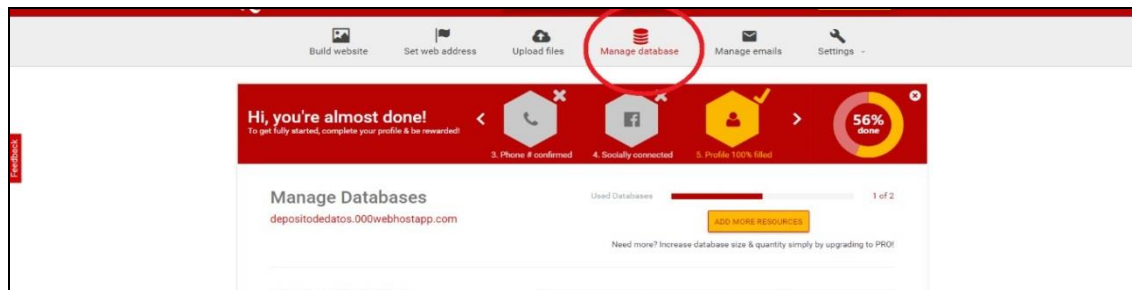 Build website
Set web address
Upload files
Manage database
Manage emails
Settings
Hi, you're almost done!
To get fully started, complete your profile & be rewarded!
3. Phone # confirmed
4. Socially connected
5. Profile 100% filled
56%
done
Feedback
Manage Databases
depositodedatos.000webhostapp.com
Used Databases
1 of 2
ADD MORE RESOURCES
Need more? Increase database size & quantity simply by upgrading to PRO!